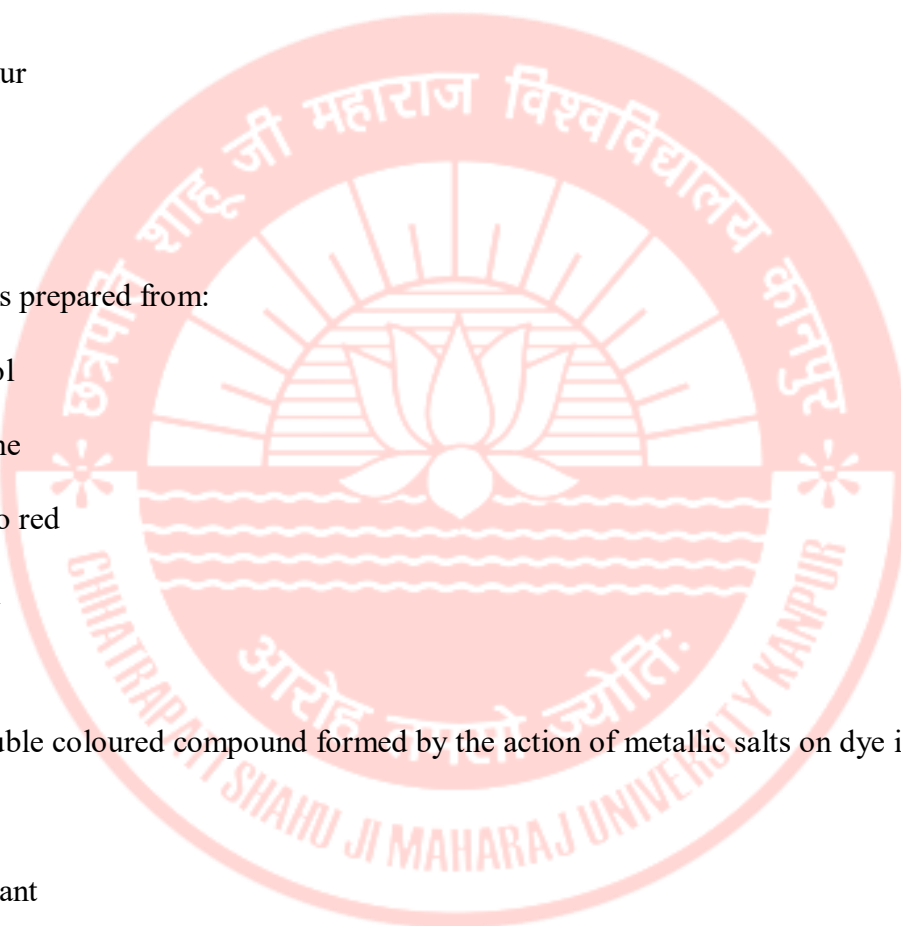 ur
छत्रपति शाहू जी महाराज विश्वविद्यालय कानपुर
s prepared from:
ol
ne
o red
uble coloured compound formed by the action of metallic salts on dye i
आरोह तमसो ज्योतिः
CHHATRAPATI SHAHU JI MAHARAJ UNIVERSITY KANPUR
ant